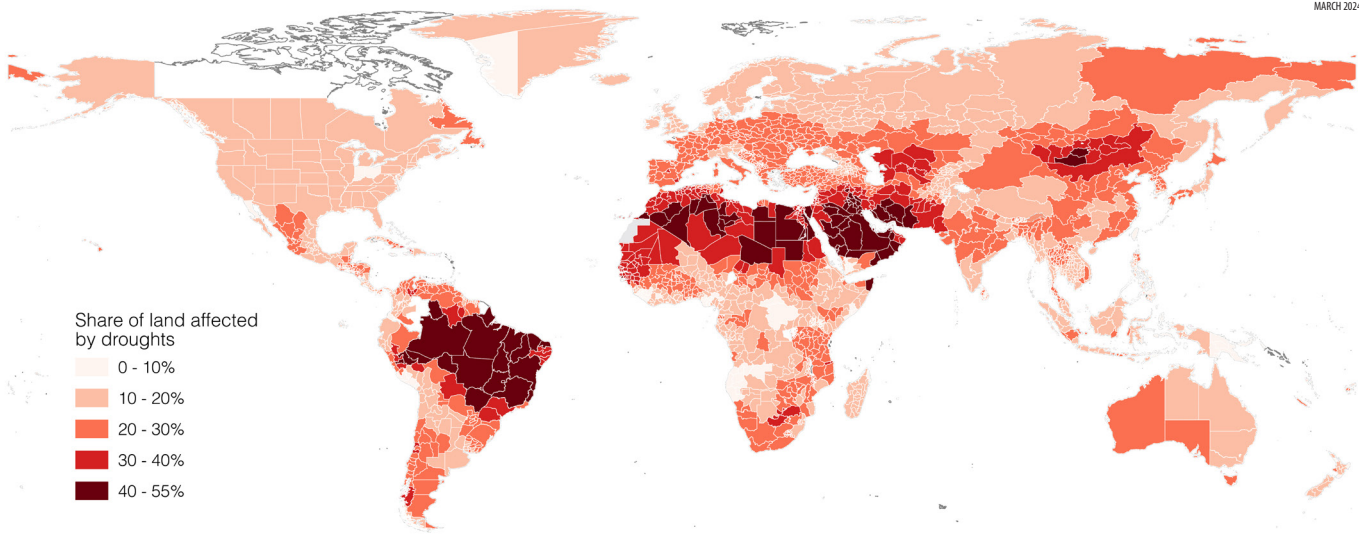 MARCH 2024
Share of land affected
by droughts
0 - 10%
10 - 20%
20 - 30%
30 - 40%
40 - 55%